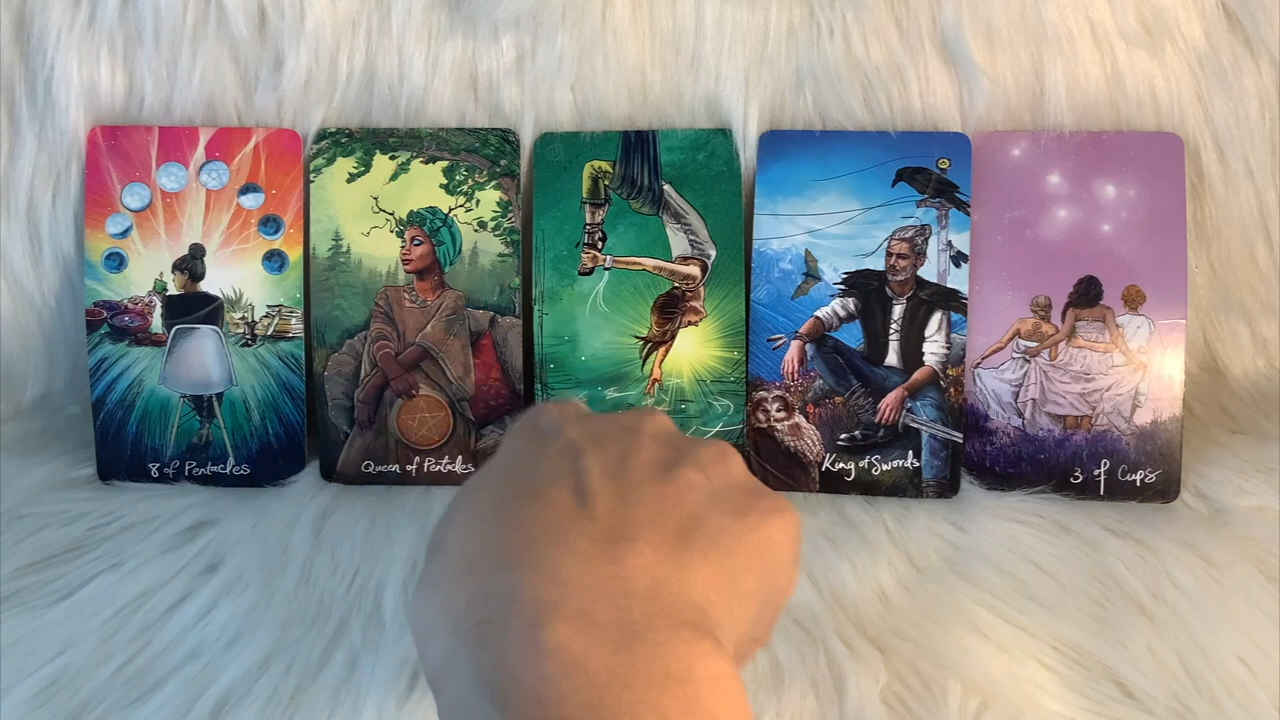 8 of Pentacles
Queen of Pentacles
King of Swords
3 of Cups